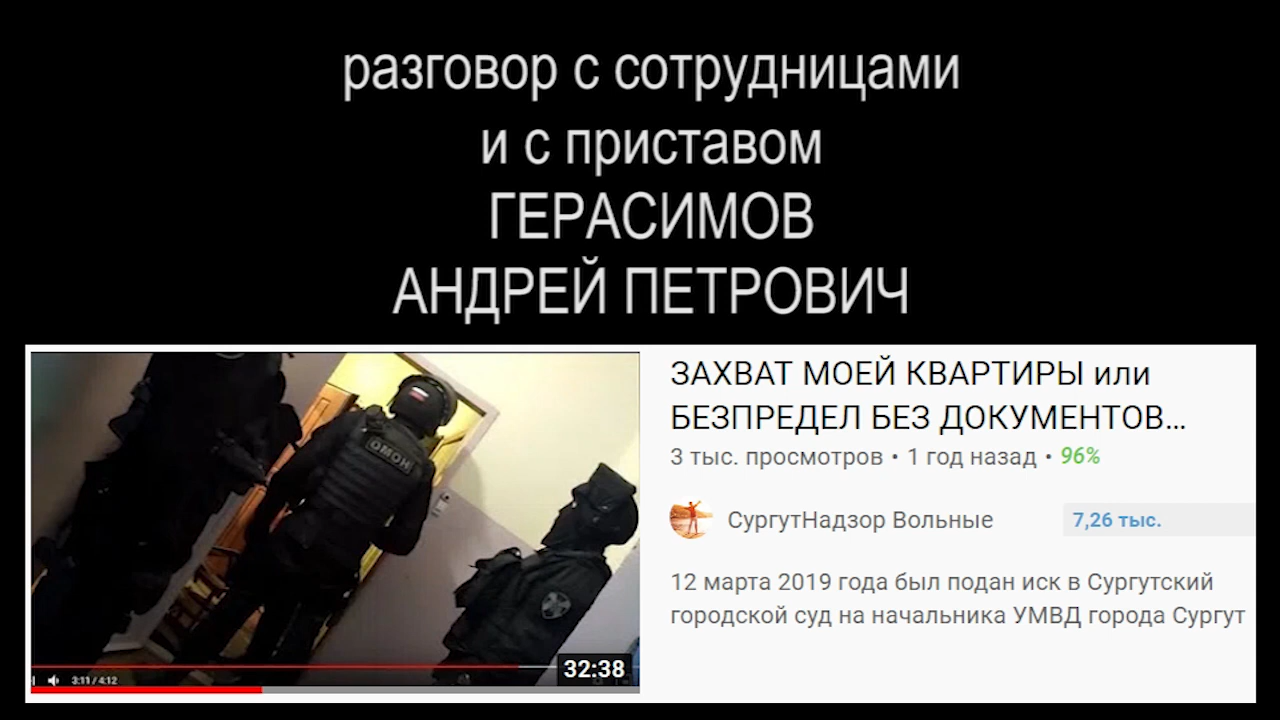 разговор с сотрудницами
и с приставом
ГЕРАСИМОВ
АНДРЕЙ ПЕТРОВИЧ
ЗАХВАТ МОЕЙ КВАРТИРЫ или
БЕЗПРЕДЕЛ БЕЗ ДОКУМЕНТОВ...
3 тыс. просмотров • 1 год назад • 96%
СургутНадзор Вольные
7,26 тыс.
12 марта 2019 года был подан иск в Сургутский
городской суд на начальника УМВД города Сургут
ОМОН
3:11 / 4:12
32:38